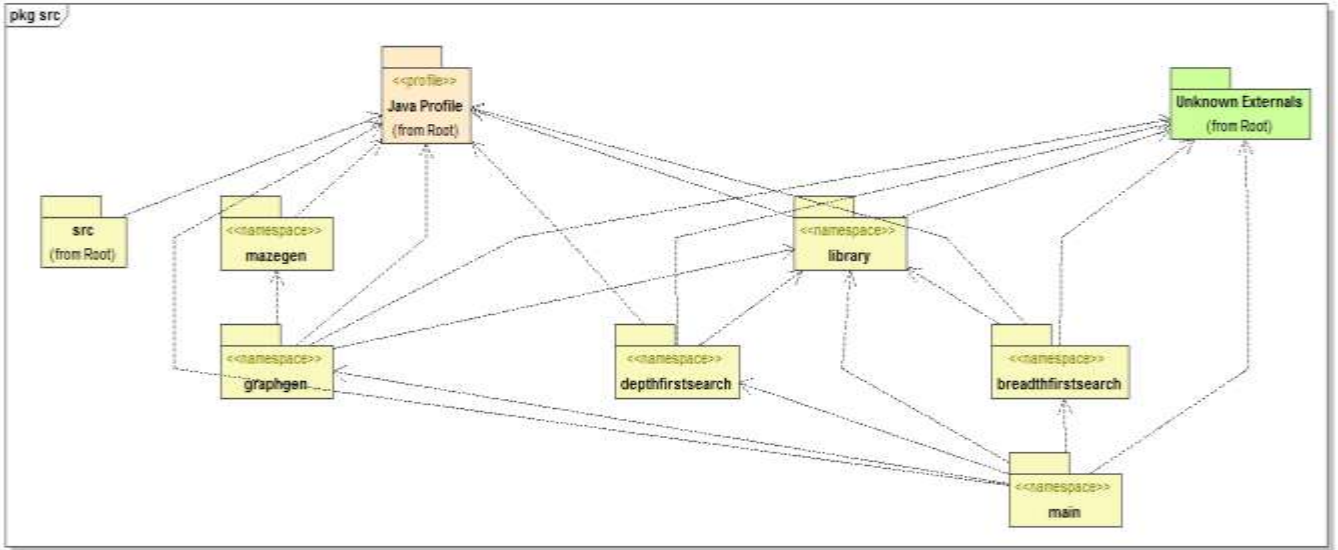 pkg src
<<profile>>
Java Profile
(from Root)
Unknown Externals
(from Root)
src
(from Root)
<<namespace>>
mazegen
<<namespace>>
library
<<namespace>>
graphgen
<<namespace>>
depthfirstsearch
<<namespace>>
breadthfirstsearch
<<namespace>>
main